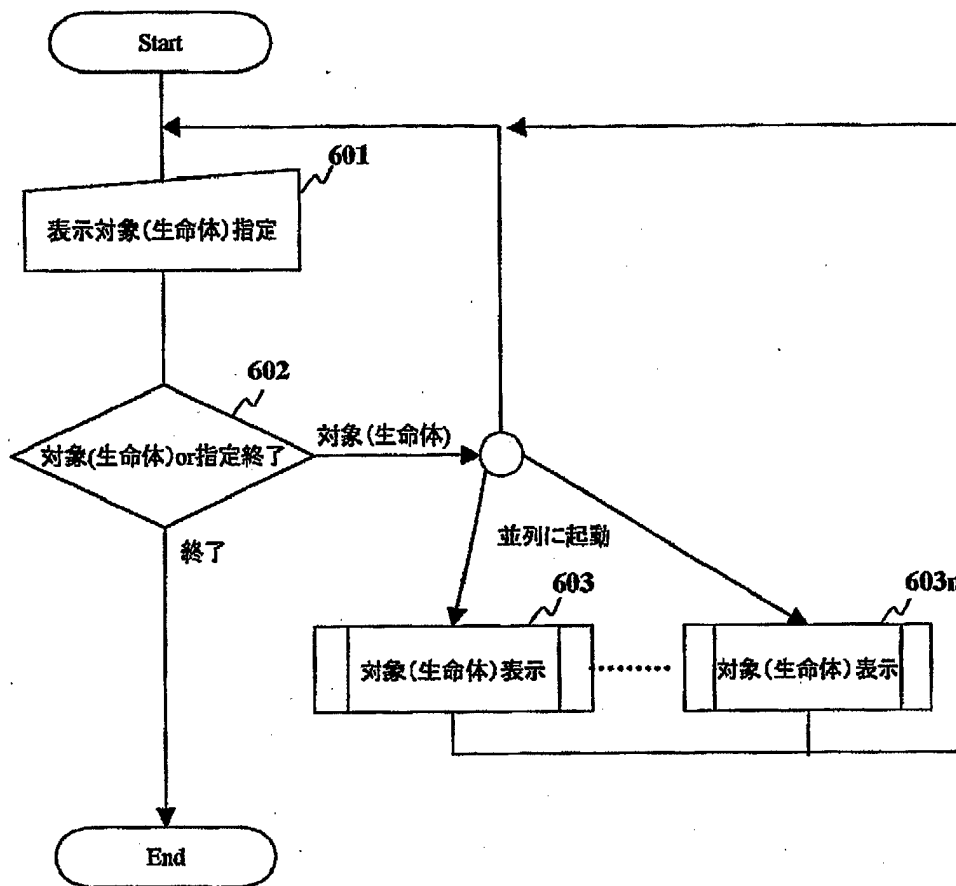 Start
601
表示対象(生命体)指定
602
対象(生命体)or指定終了
対象(生命体)
終了
並列に起動
603
603n
対象(生命体)表示
対象(生命体)表示
End